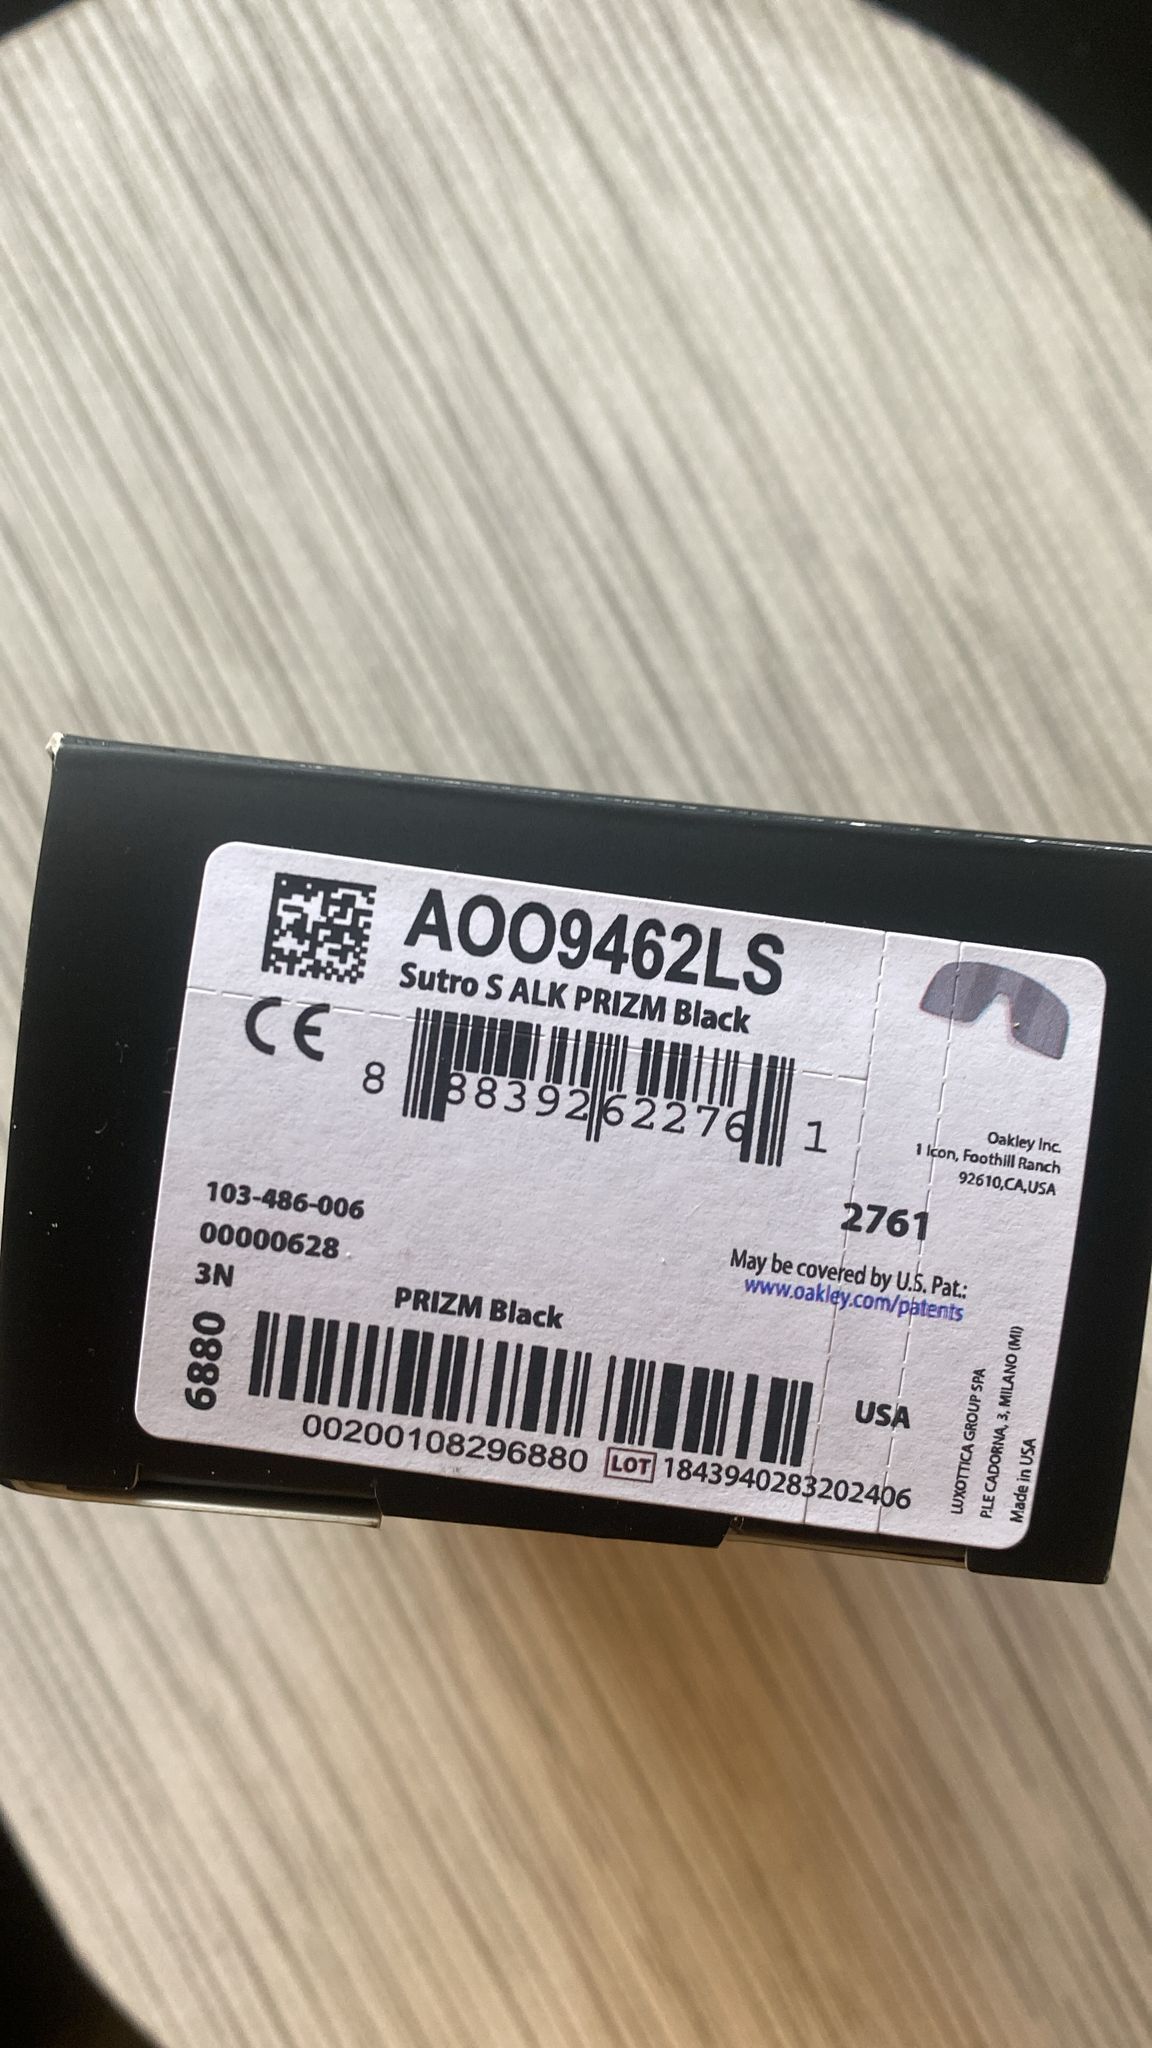 AOO9462LS
Sutro S ALK PRIZM Black
CE
8 88392 62276 1
Oakley Inc.
1 Icon, Foothill Ranch
92610,CA,USA
103-486-006
00000628
3N
2761
May be covered by U.S. Pat.:
www.oakley.com/patents
PRIZM Black
6880
USA
00200108296880 LOT 1843940283202406
LUXOTTICA GROUP SPA
P.LE CADORNA, 3, MILANO (MI)
Made in USA